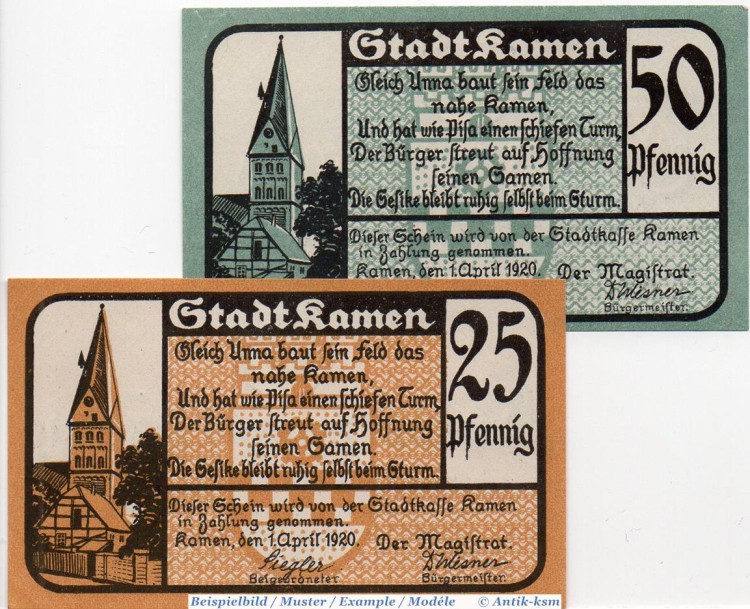 Stadt Kamen
50
Pfennig
Gleich Unna baut sein Feld das
nahe Kamen,
Und hat wie Pisa einen schiefen Turm,
Der Bürger streut auf Hoffnung
seinen Samen.
Die Gesike bleibt ruhig selbst beim Sturm.
Dieser Schein wird von der Stadtkasse Kamen
in Zahlung genommen.
Kamen, den 1. April 1920. Der Magistrat.
DWiesner
Bürgermeister.
Stadt Kamen
25
Pfennig
Gleich Unna baut sein Feld das
nahe Kamen,
Und hat wie Pisa einen schiefen Turm,
Der Bürger streut auf Hoffnung
seinen Samen.
Die Gesike bleibt ruhig selbst beim Sturm.
Dieser Schein wird von der Stadtkasse Kamen
in Zahlung genommen.
Kamen, den 1. April 1920. Der Magistrat.
Siegler DWiesner
Beigeordneter Bürgermeister.
Beispielbild / Muster / Example / Modéle © Antik-ksm